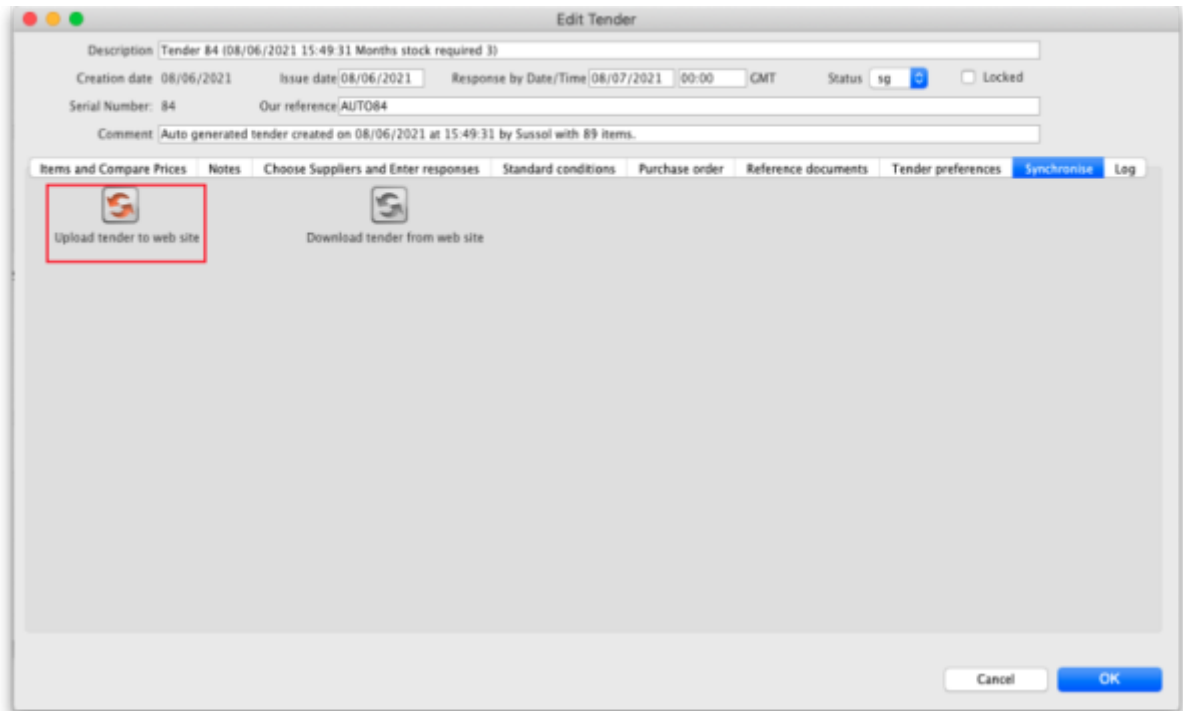 Edit Tender
Description Tender 84 (08/06/2021 15:49:31 Months stock required 3)
Creation date 08/06/2021 Issue date 08/06/2021 Response by Date/Time 08/07/2021 00:00 GMT Status sg Locked
Serial Number: 84 Our reference AUTO84
Comment Auto generated tender created on 08/06/2021 at 15:49:31 by Sussol with 89 items.
Items and Compare Prices Notes Choose Suppliers and Enter responses Standard conditions Purchase order Reference documents Tender preferences Synchronise Log
Upload tender to web site Download tender from web site
Cancel OK